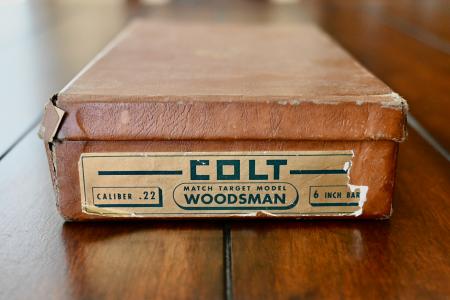 COLT
MATCH TARGET MODEL
CALIBER .22 WOODSMAN 6 INCH BAR